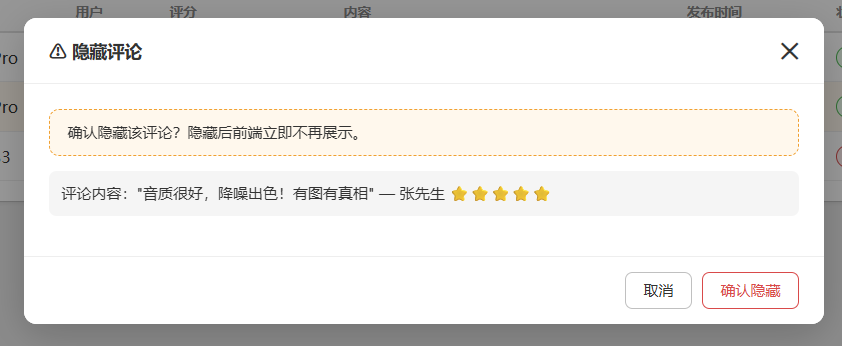 用户 评分 内容 发布时间 状
Pro
Pro
3
隐藏评论
确认隐藏该评论？隐藏后前端立即不再展示。
评论内容："音质很好，降噪出色！有图有真相" — 张先生 ⭐⭐⭐⭐⭐
取消 确认隐藏